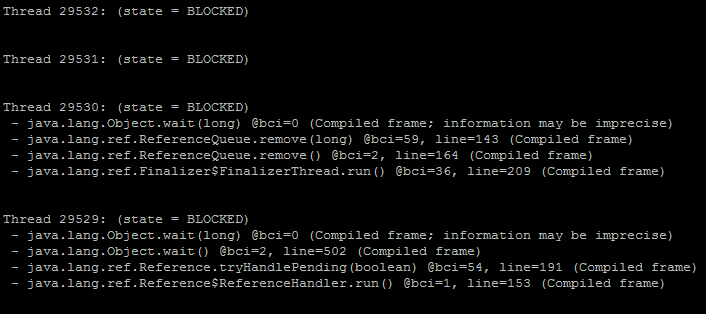 Thread 29532: (state = BLOCKED)
Thread 29531: (state = BLOCKED)
Thread 29530: (state = BLOCKED)
- java.lang.Object.wait(long) @bci=0 (Compiled frame; information may be imprecise)
- java.lang.ref.ReferenceQueue.remove(long) @bci=59, line=143 (Compiled frame)
- java.lang.ref.ReferenceQueue.remove() @bci=2, line=164 (Compiled frame)
- java.lang.ref.Finalizer$FinalizerThread.run() @bci=36, line=209 (Compiled frame)
Thread 29529: (state = BLOCKED)
- java.lang.Object.wait(long) @bci=0 (Compiled frame; information may be imprecise)
- java.lang.Object.wait() @bci=2, line=502 (Compiled frame)
- java.lang.ref.Reference.tryHandlePending(boolean) @bci=54, line=191 (Compiled frame)
- java.lang.ref.Reference$ReferenceHandler.run() @bci=1, line=153 (Compiled frame)